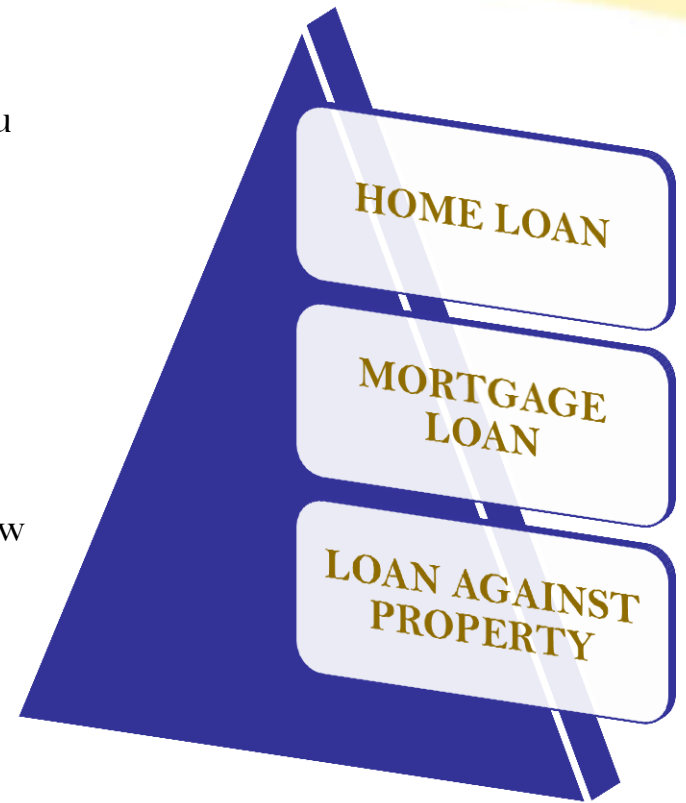 u
HOME LOAN
MORTGAGE
LOAN
w
LOAN AGAINST
PROPERTY